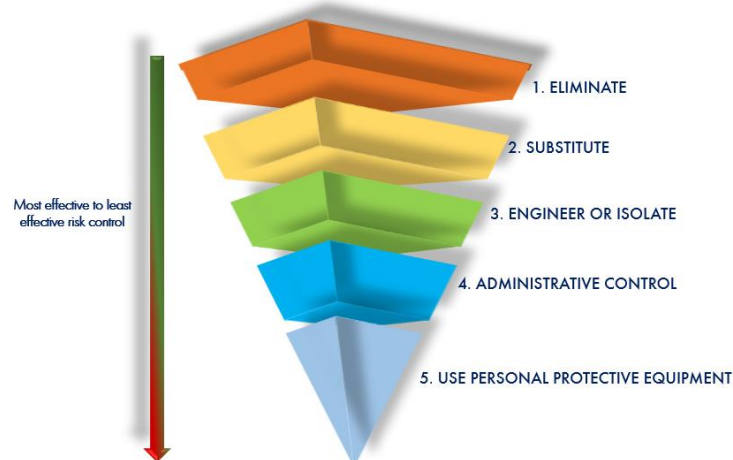 1. ELIMINATE
2. SUBSTITUTE
Most effective to least
effective risk control
3. ENGINEER OR ISOLATE
4. ADMINISTRATIVE CONTROL
5. USE PERSONAL PROTECTIVE EQUIPMENT